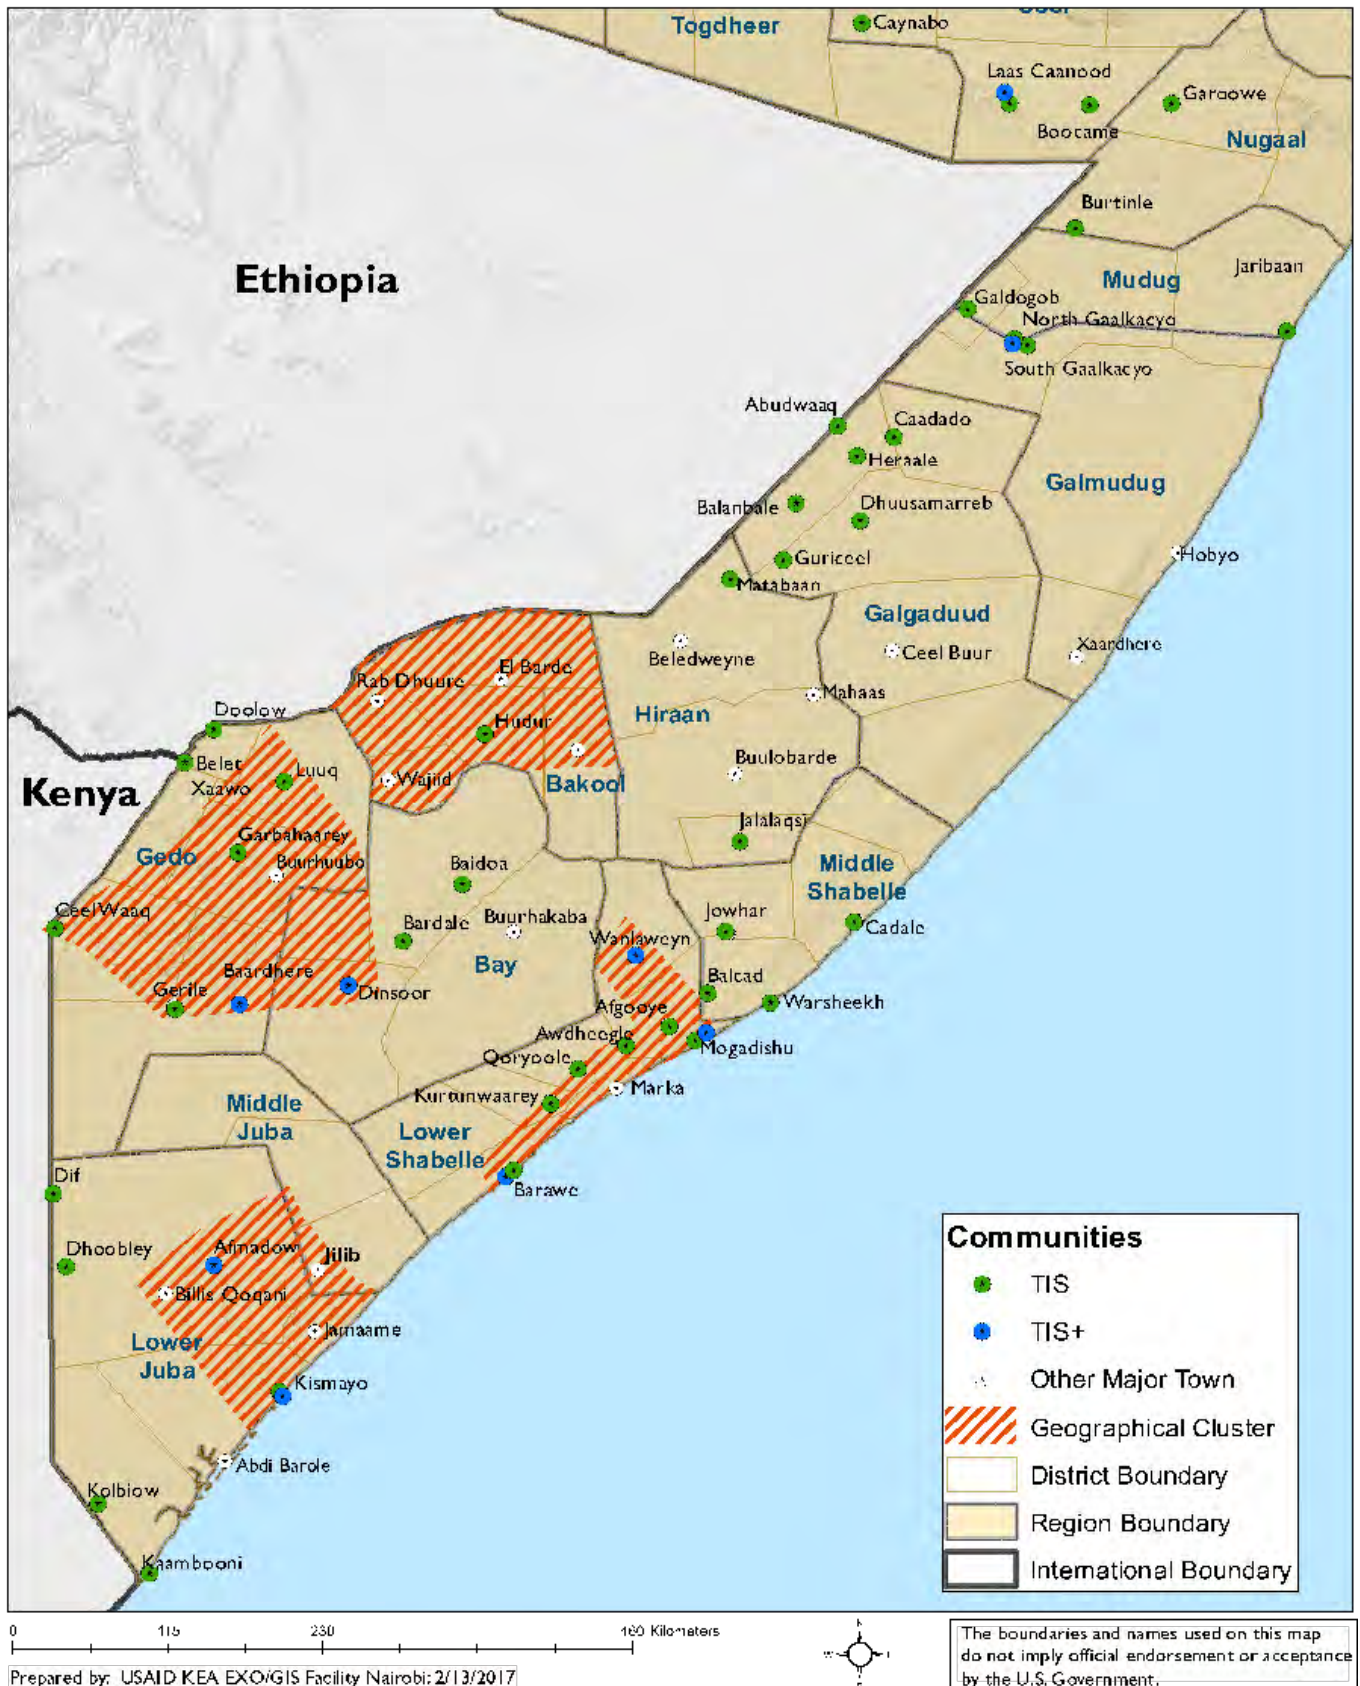 Togdheer
Caynabo
Laas Caanood
Garoowe
Boocame
Nugaal
Burtinle
Jaribaan
Ethiopia
Mudug
Galdogob
North Gaalkacyo
South Gaalkacyo
Abudwaaq
Caadado
Heraale
Galmudug
Balanbale
Dhuusamarreb
Hobyo
Guriceel
Matabaan
Galgaduud
Xaardhere
Beledweyne
Ceel Buur
El Barde
Rab Dhuure
Mahaas
Doolow
Hudur
Hiraan
Belet
Xaawo
Luuq
Wajiid
Bakool
Buulobarde
Kenya
Jalalaqsi
Garbahaarey
Gedo
Buurhuubo
Baidoa
Middle
Shabelle
Ceel Waaq
Bardale
Buurhakaba
Jowhar
Cadale
Wanlaweyn
Bay
Baardhere
Dinsoor
Gerile
Balcad
Warsheekh
Afgooye
Awdheegle
Mogadishu
Qoryoole
Marka
Kurtunwaarey
Middle
Juba
Lower
Shabelle
Dif
Barawe
Dhoobley
Afmadow
Jilib
Billis Qoqani
Jamaame
Lower
Juba
Kismayo
Abdi Barole
Kolbiow
Kaambooni
Communities
TIS
TIS+
Other Major Town
Geographical Cluster
District Boundary
Region Boundary
International Boundary
0 115 230 460 Kilometers
Prepared by: USAID KEA EXO/GIS Facility Nairobi: 2/13/2017
The boundaries and names used on this map
do not imply official endorsement or acceptance
by the U.S. Government.